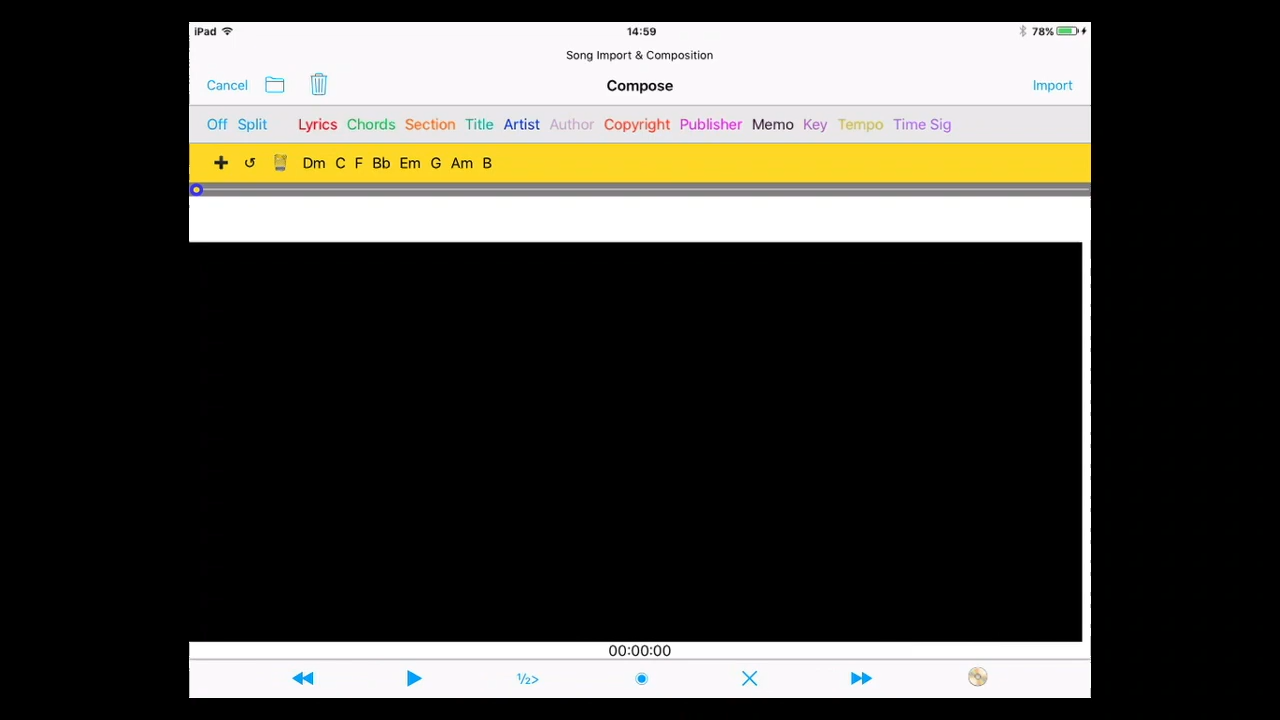 iPad 14:59 78%
Song Import & Composition
Cancel Compose Import
Off Split Lyrics Chords Section Title Artist Author Copyright Publisher Memo Key Tempo Time Sig
Dm C F Bb Em G Am B
00:00:00
½>